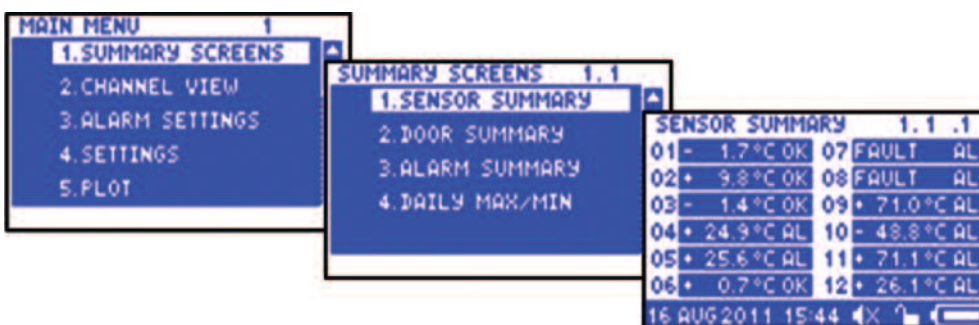 MAIN MENU 1
1.SUMMARY SCREENS
2.CHANNEL VIEW
3.ALARM SETTINGS
4.SETTINGS
5.PLOT
SUMMARY SCREENS 1.1
1.SENSOR SUMMARY
2.DOOR SUMMARY
3.ALARM SUMMARY
4.DAILY MAX/MIN
SENSOR SUMMARY 1.1 .1
01 - 1.7°C OK 07 FAULT AL
02 + 9.8°C OK 08 FAULT AL
03 - 1.4°C OK 09 + 71.0°C AL
04 + 24.9°C AL 10 - 48.8°C AL
05 + 25.6°C AL 11 + 71.1°C AL
06 + 0.7°C OK 12 + 26.1°C AL
16 AUG 2011 15:44